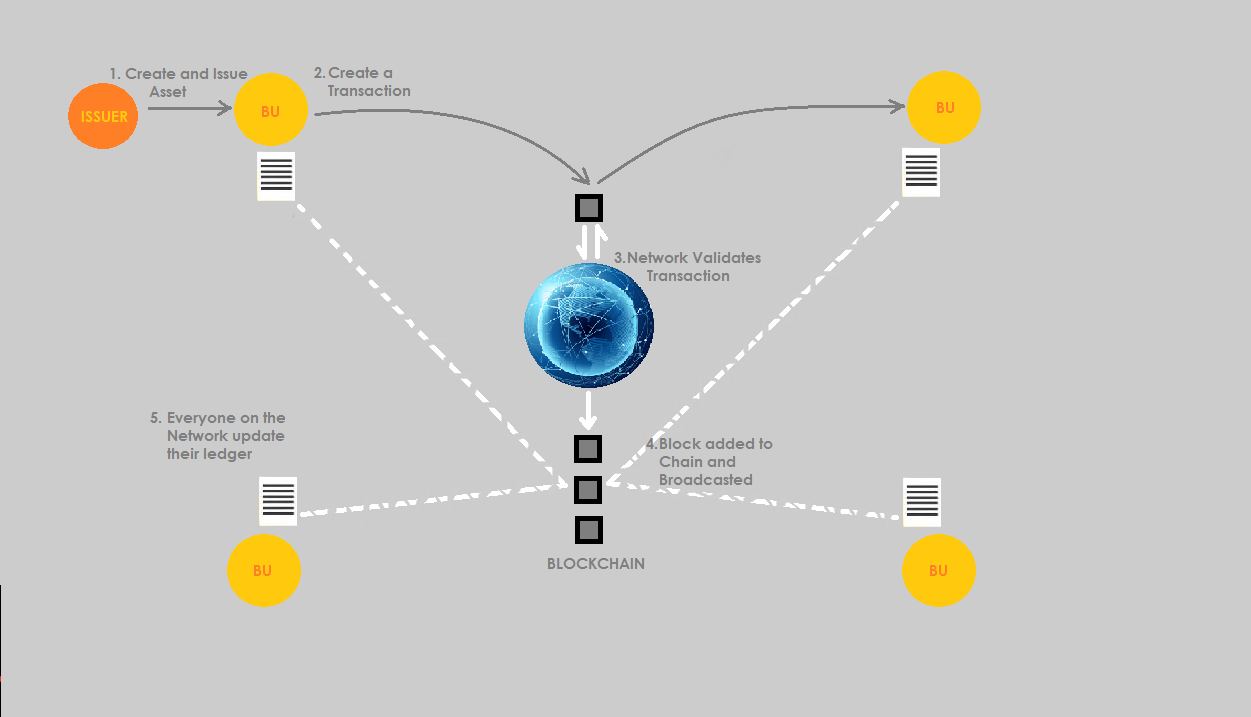 1. Create and Issue
Asset
ISSUER
BU
2. Create a
Transaction
BU
3.Network Validates
Transaction
5. Everyone on the
Network update
their ledger
4.Block added to
Chain and
Broadcasted
BLOCKCHAIN
BU
BU